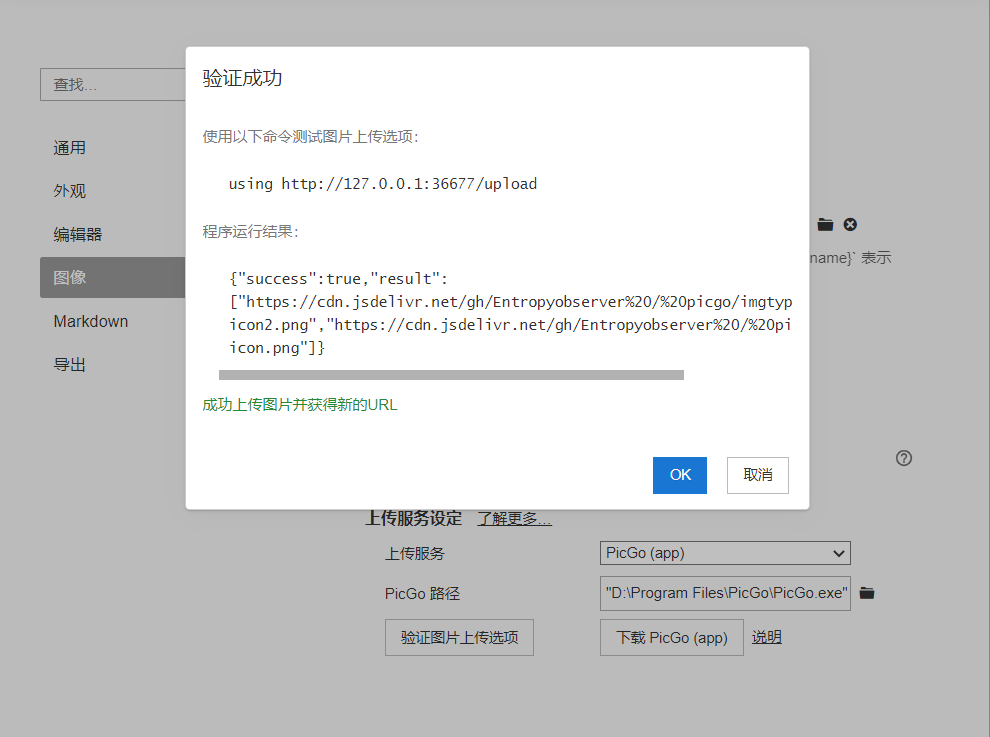 验证成功
查找...
使用以下命令测试图片上传选项：
通用
using http://127.0.0.1:36677/upload
外观
程序运行结果：
编辑器
name}` 表示
图像
{"success":true,"result":
["https://cdn.jsdelivr.net/gh/Entropyobserver%20/%20picgo/imgtyp
icon2.png","https://cdn.jsdelivr.net/gh/Entropyobserver%20/%20pi
icon.png"]}
Markdown
导出
成功上传图片并获得新的URL
OK
取消
上传服务设定 了解更多...
上传服务 PicGo (app)
PicGo 路径 "D:\Program Files\PicGo\PicGo.exe"
验证图片上传选项 下载 PicGo (app) 说明